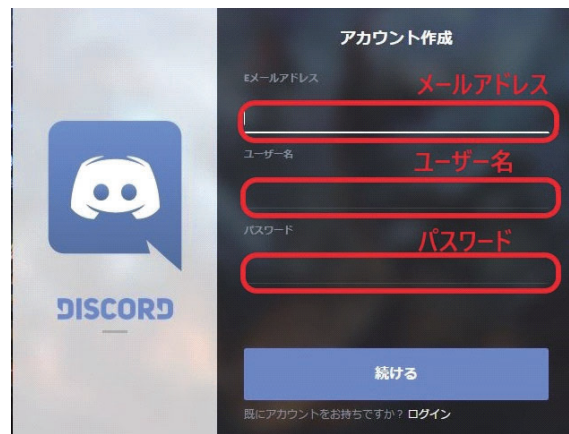 アカウント作成
Eメールアドレス
メールアドレス
ユーザー名
ユーザー名
パスワード
パスワード
DISCORD
続ける
既にアカウントをお持ちですか？ログイン